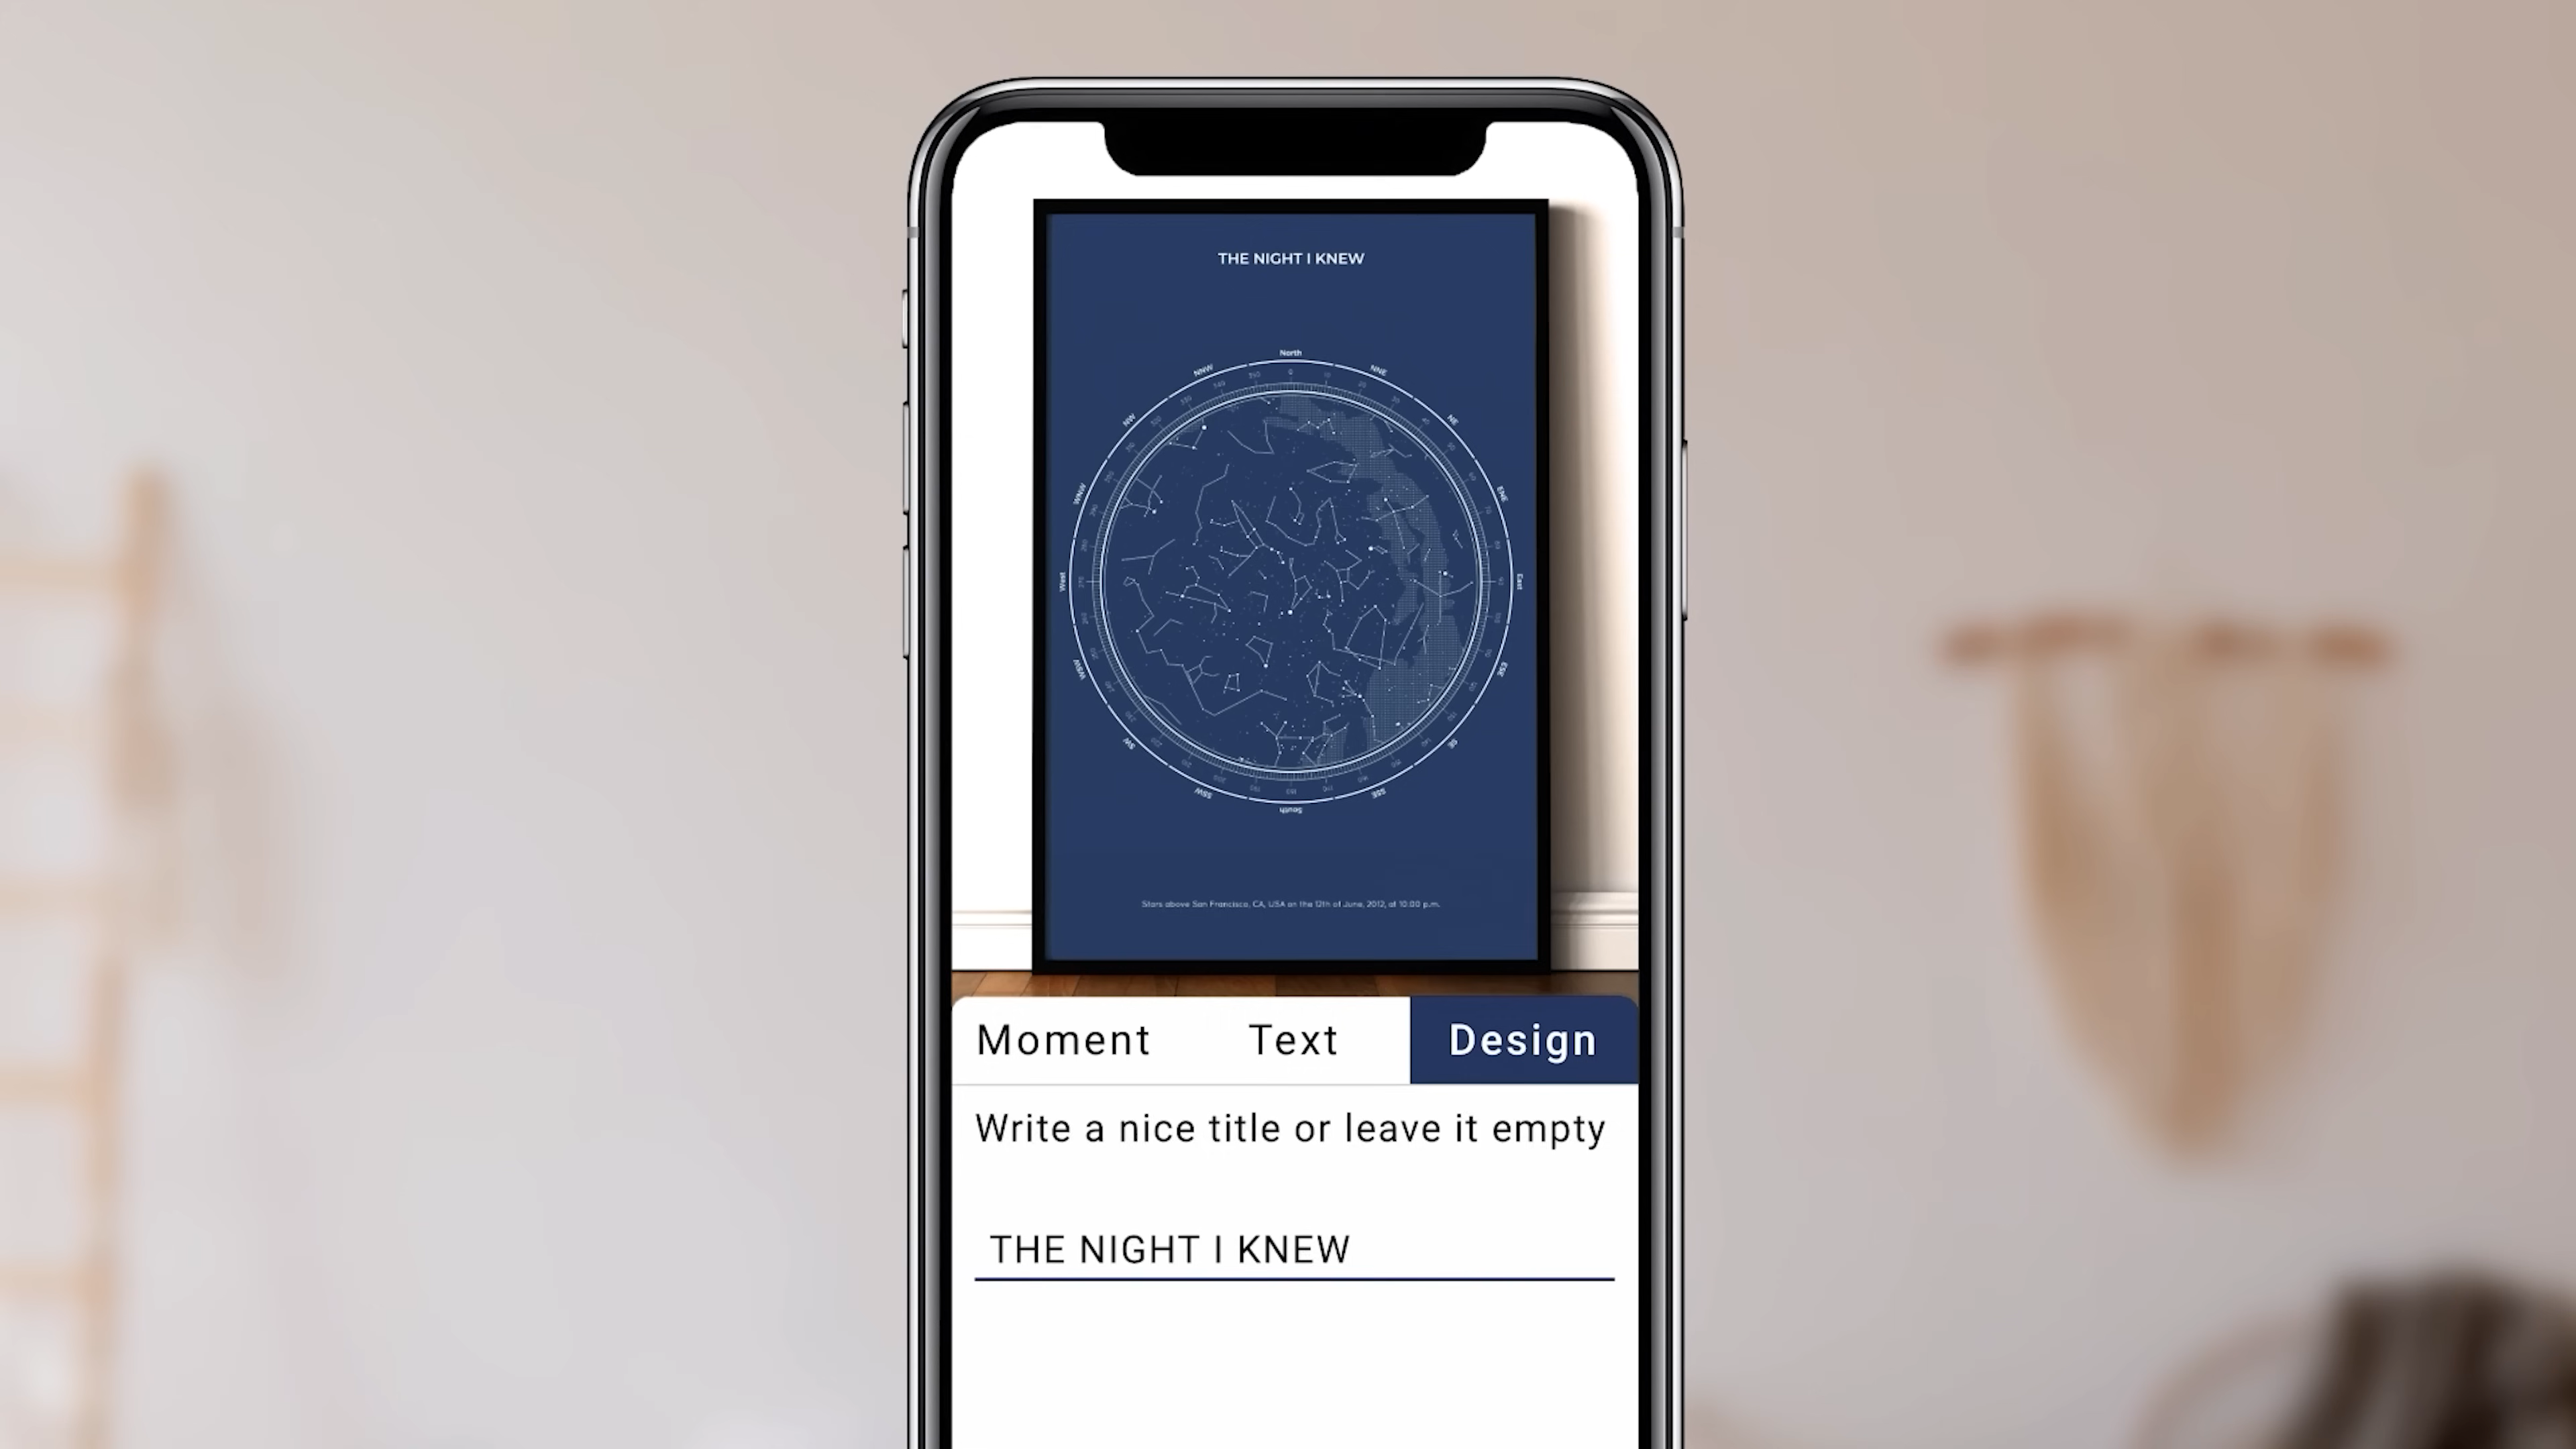 THE NIGHT I KNEW
North
NNW
NNE
NW
NE
WNW
ENE
West
East
WSW
ESE
SW
SE
SSW
SSE
South
Stars above San Francisco, CA, USA on the 12th of June, 2012, at 10:00 p.m.
Moment Text Design
Write a nice title or leave it empty
THE NIGHT I KNEW